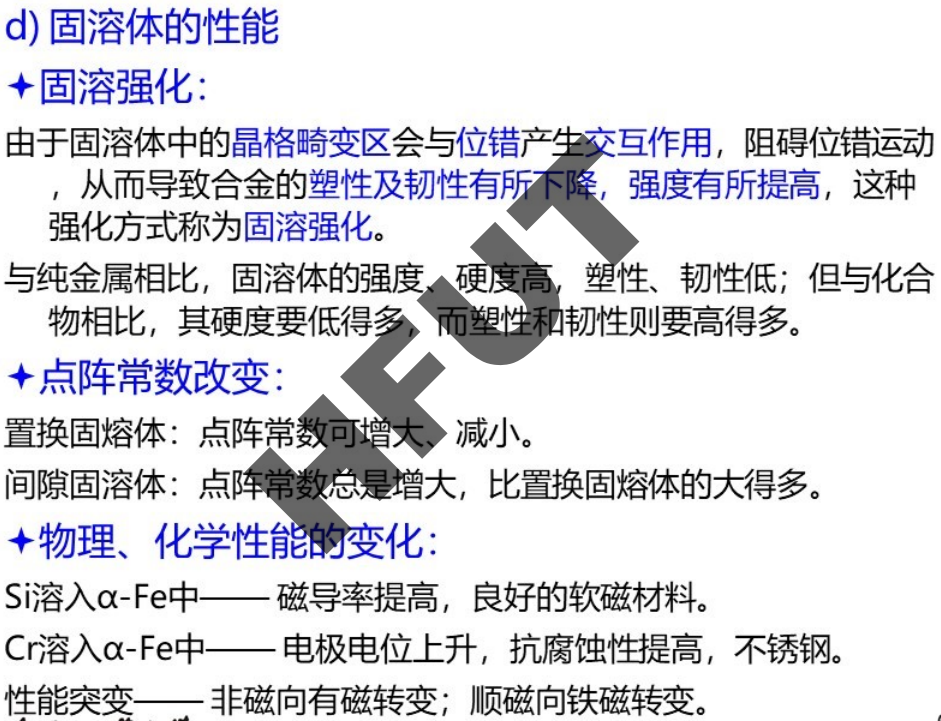 d) 固溶体的性能
✦固溶强化：
由于固溶体中的晶格畸变区会与位错产生交互作用，阻碍位错运动
，从而导致合金的塑性及韧性有所下降，强度有所提高，这种
强化方式称为固溶强化。
与纯金属相比，固溶体的强度、硬度高，塑性、韧性低；但与化合
物相比，其硬度要低得多，而塑性和韧性则要高得多。
✦点阵常数改变：
置换固熔体：点阵常数可增大、减小。
间隙固溶体：点阵常数总是增大，比置换固熔体的大得多。
✦物理、化学性能的变化：
Si溶入α-Fe中—— 磁导率提高，良好的软磁材料。
Cr溶入α-Fe中—— 电极电位上升，抗腐蚀性提高，不锈钢。
性能突变—— 非磁向有磁转变；顺磁向铁磁转变。
HFUT